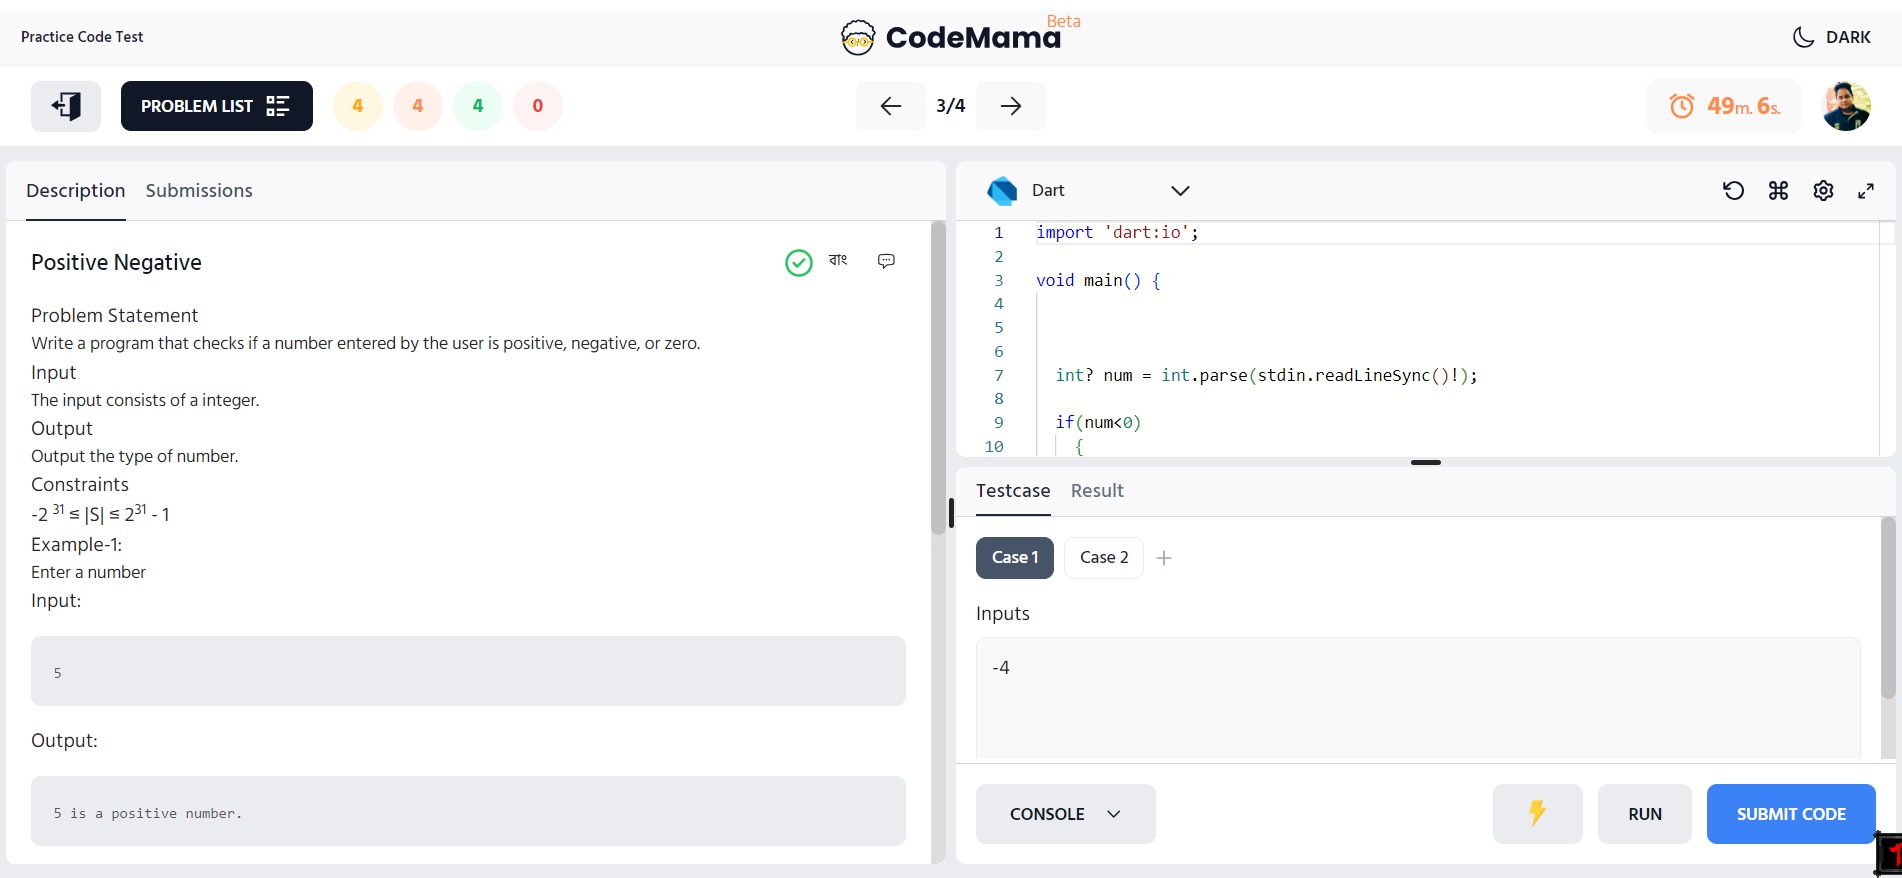 Practice Code Test
CodeMama
Beta
DARK
PROBLEM LIST
4
4
4
0
3/4
49m. 6s.
Description
Submissions
Positive Negative
বাং
Problem Statement
Write a program that checks if a number entered by the user is positive, negative, or zero.
Input
The input consists of a integer.
Output
Output the type of number.
Constraints
-2 31 ≤ |S| ≤ 231 - 1
Example-1:
Enter a number
Input:
5
Output:
5 is a positive number.
Dart
1 import 'dart:io';
2
3 void main() {
4
5
6
7 int? num = int.parse(stdin.readLineSync()!);
8
9 if(num<0)
10 {
Testcase
Result
Case 1
Case 2
Inputs
-4
CONSOLE
RUN
SUBMIT CODE